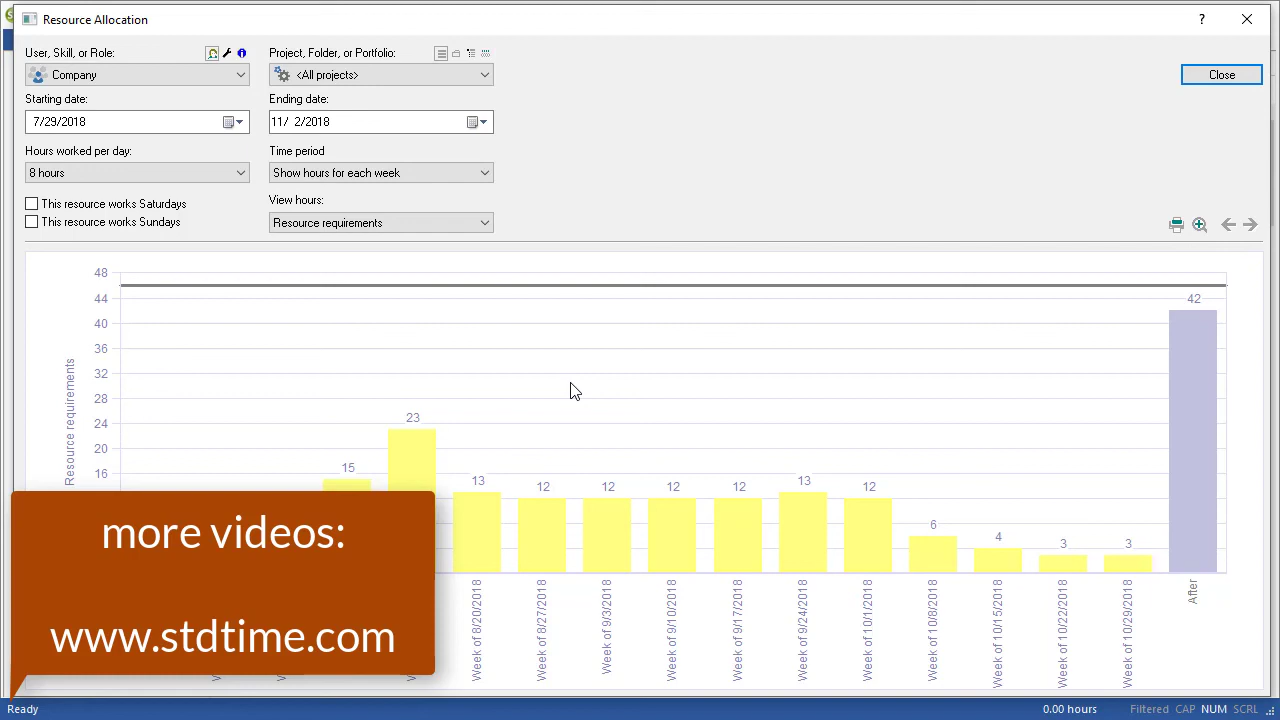 Resource Allocation
User, Skill, or Role:
Project, Folder, or Portfolio:
Company
<All projects>
Close
Starting date:
Ending date:
7/29/2018
11/ 2/2018
Hours worked per day:
Time period
8 hours
Show hours for each week
This resource works Saturdays
View hours:
This resource works Sundays
Resource requirements
48
44
40
36
32
28
24
20
16
Resource requirements
15
23
13
12
12
12
12
13
12
6
4
3
3
42
Week of 8/20/2018
Week of 8/27/2018
Week of 9/3/2018
Week of 9/10/2018
Week of 9/17/2018
Week of 9/24/2018
Week of 10/1/2018
Week of 10/8/2018
Week of 10/15/2018
Week of 10/22/2018
Week of 10/29/2018
After
more videos:
www.stdtime.com
Ready
0.00 hours
Filtered CAP NUM SCRL